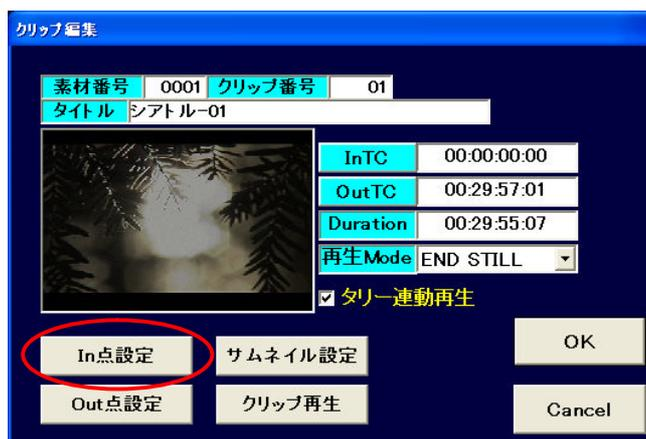 クリップ編集
素材番号 0001 クリップ番号 01
タイトル シアトル-01
InTC 00:00:00:00
OutTC 00:29:57:01
Duration 00:29:55:07
再生Mode END STILL
タリー連動再生
In点設定 サムネイル設定 OK
Out点設定 クリップ再生 Cancel